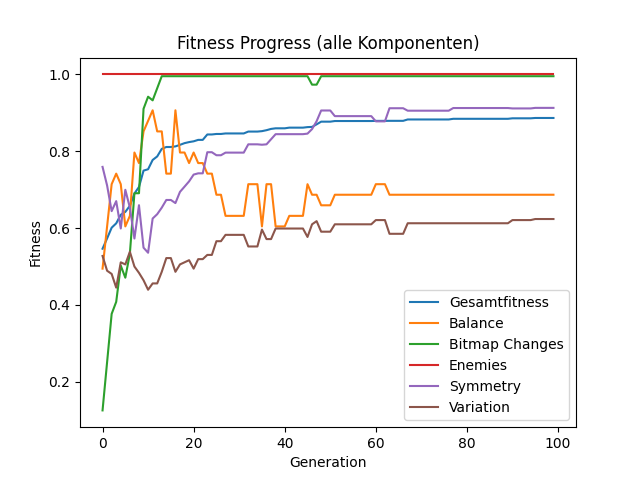 Fitness Progress (alle Komponenten)
1.0
0.8
0.6
0.4
0.2
Fitness
0 20 40 60 80 100
Generation
Gesamtfitness
Balance
Bitmap Changes
Enemies
Symmetry
Variation